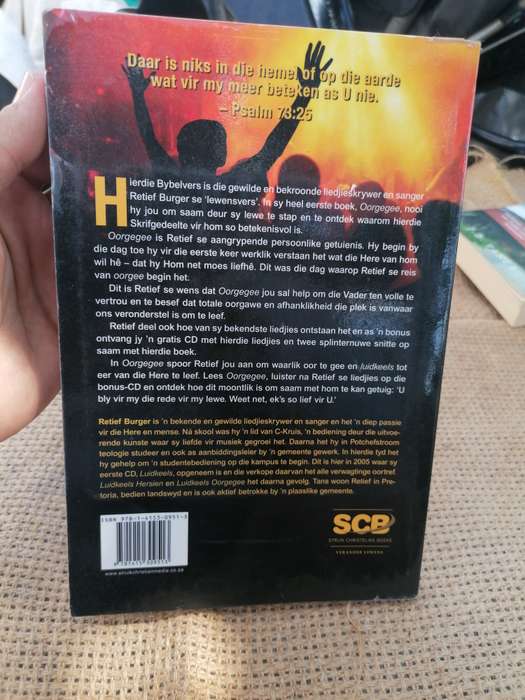 Daar is niks in die hemel of op die aarde
wat vir my meer beteken as U nie.
– Psalm 73:25
Hierdie Bybelvers is die gewilde en bekroonde liedjieskrywer en sanger
Retief Burger se 'lewensvers'. In sy heel eerste boek, Oorgegee, nooi
hy jou om saam deur sy lewe te stap en te ontdek waarom hierdie
Skrifgedeelte vir hom so betekenisvol is.
Oorgegee is Retief se aangrypende persoonlike getuienis. Hy begin by
die dag toe hy vir die eerste keer werklik verstaan het wat die Here van hom
wil hê – dat hy Hom net moes liefhê. Dit was die dag waarop Retief se reis
van oorgee begin het.
Dit is Retief se wens dat Oorgegee jou sal help om die Vader ten volle te
vertrou en te besef dat totale oorgawe en afhanklikheid die plek is vanwaar
ons veronderstel is om te leef.
Retief deel ook hoe van sy bekendste liedjies ontstaan het en as 'n bonus
ontvang jy 'n gratis CD met hierdie liedjies en twee splinternuwe snitte op
saam met hierdie boek.
In Oorgegee spoor Retief jou aan om waarlik oor te gee en luidkeels tot
eer van die Here te leef. Lees Oorgegee, luister na Retief se liedjies op die
bonus-CD en ontdek hoe dit moontlik is om saam met hom te kan getuig: 'U
bly vir my die rede vir my lewe. Weet net, ek's so lief vir U.'
Retief Burger is 'n bekende en gewilde liedjieskrywer en sanger en het 'n diep passie
vir die Here en mense. Ná skool was hy 'n lid van C-Kruis, 'n bediening deur die uitvoe-
rende kunste waar sy liefde vir musiek gegroei het. Daarna het hy in Potchefstroom
teologie studeer en ook as aanbiddingsleier by 'n gemeente gewerk. In hierdie tyd het
hy gehelp om 'n studentebediening op die kampus te begin. Dit is hier in 2005 waar sy
eerste CD, Luidkeels, opgeneem is en die verkope daarvan het alle verwagtinge oortref.
Luidkeels Hersien en Luidkeels Oorgegee het daarna gevolg. Tans woon Retief in Pre-
toria, bedien landswyd en is ook aktief betrokke by 'n plaaslike gemeente.
ISBN 978-1-4153-0951-3
9 781415 309513
www.struikchristianmedia.co.za
SCB
STRUIK CHRISTELIKE BOEKE
VERANDER LEWENS